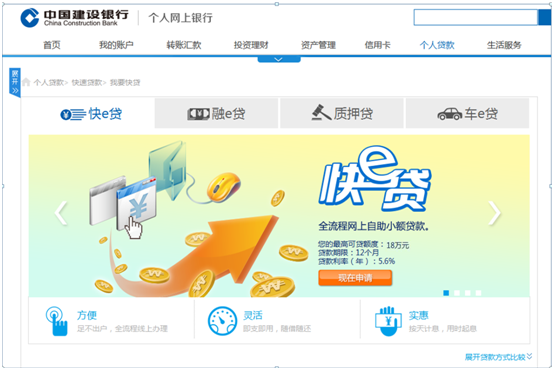 中国建设银行
China Construction Bank
个人网上银行
首页 我的账户 转账汇款 投资理财 资产管理 信用卡 个人贷款 生活服务
展开
个人贷款> 快速贷款> 我要快贷
快e贷 融e贷 质押贷 车e贷
快e贷
全流程网上自助小额贷款。
您的最高可贷额度：18万元
贷款期限：12个月
贷款利率（年）：5.6%
现在申请
方便
足不出户，全流程线上办理
灵活
即支即用，随借随还
实惠
按天计息，用时起息
展开贷款方式比较